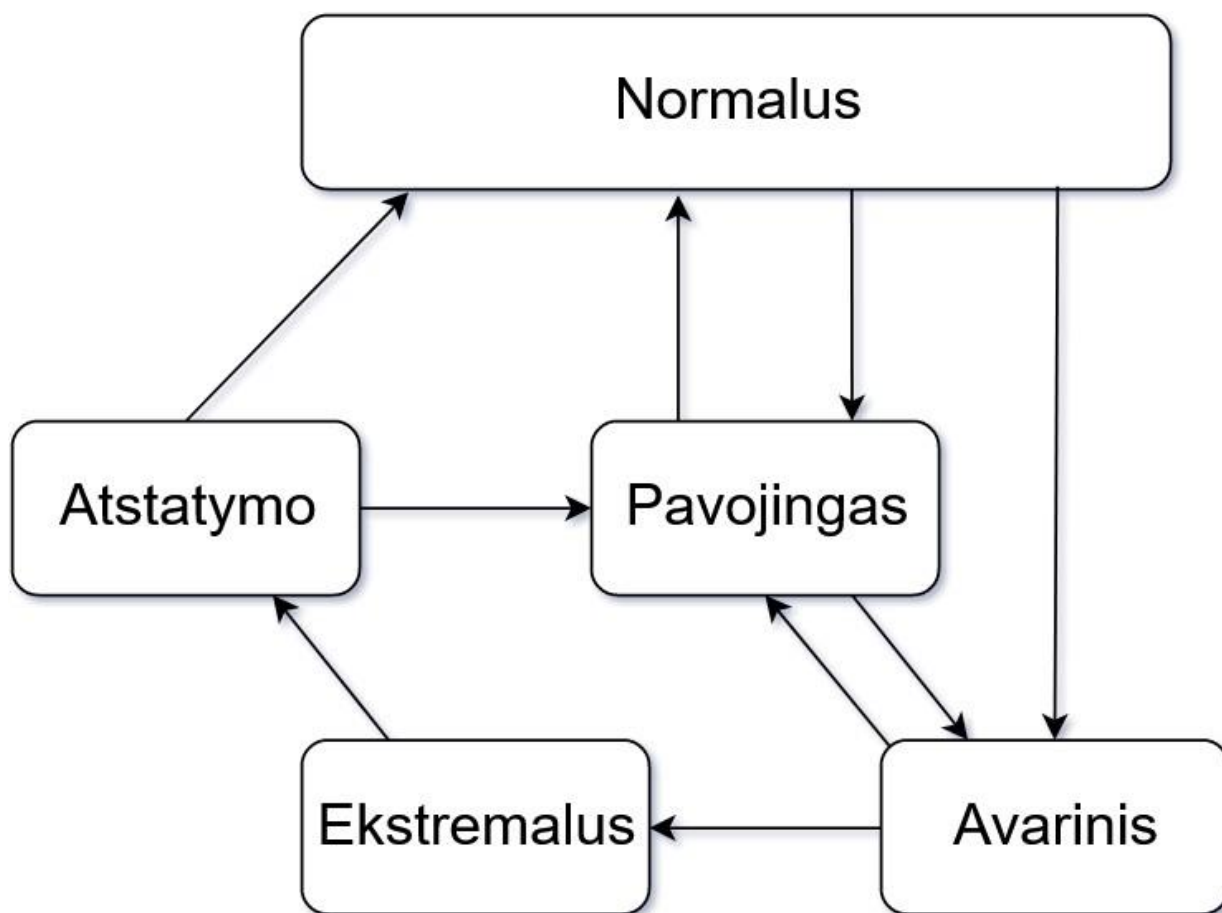 Normalus
Atstatymo
Pavojingas
Ekstremalus
Avarinis